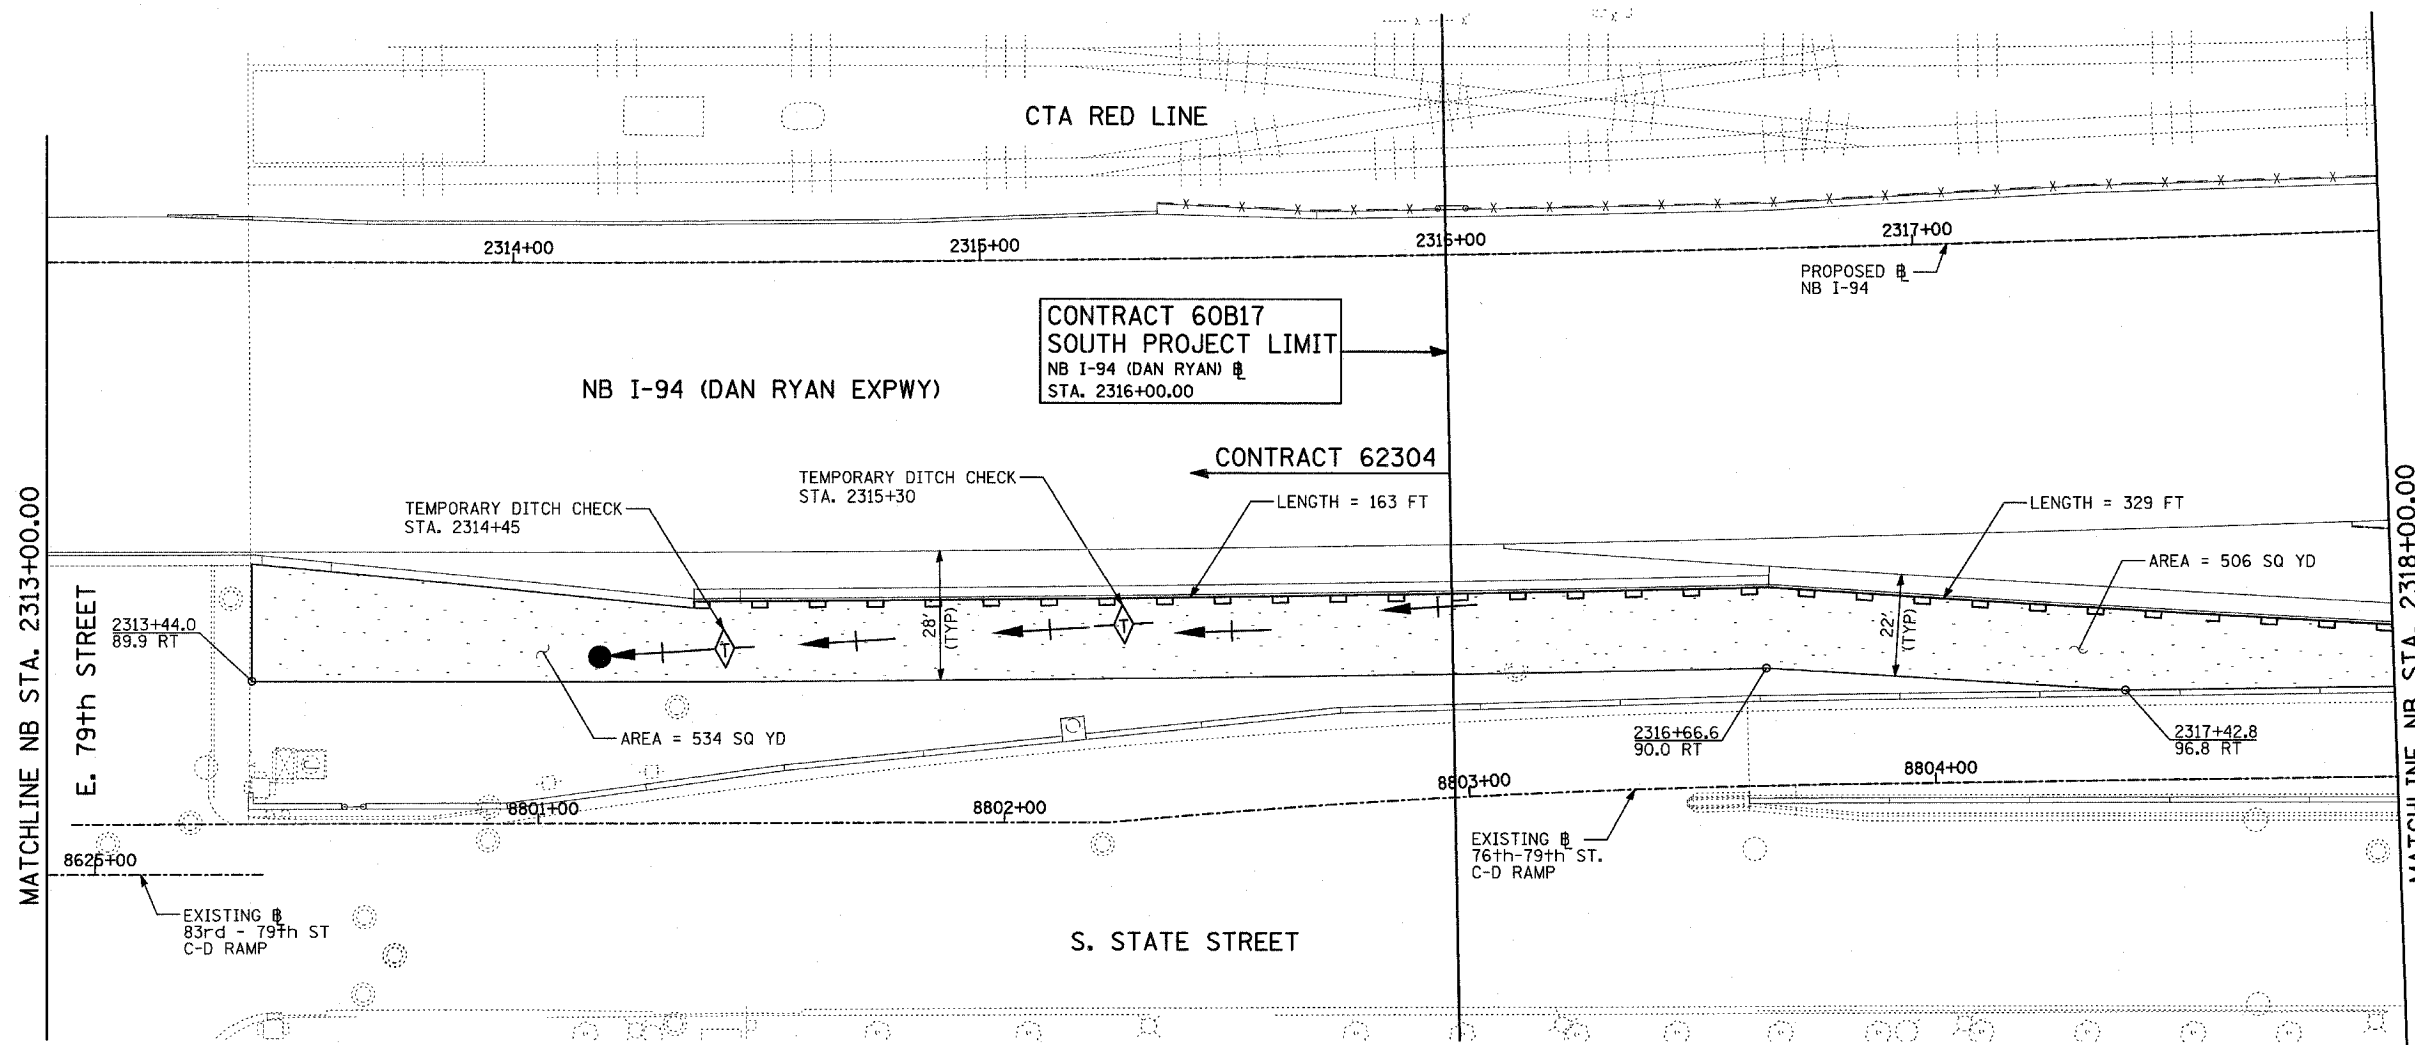 CTA RED LINE
2314+00
2315+00
2316+00
2317+00
PROPOSED ℄
NB I-94
CONTRACT 60B17
SOUTH PROJECT LIMIT
NB I-94 (DAN RYAN) ℄
STA. 2316+00.00
NB I-94 (DAN RYAN EXPWY)
CONTRACT 62304
TEMPORARY DITCH CHECK
STA. 2315+30
LENGTH = 163 FT
LENGTH = 329 FT
TEMPORARY DITCH CHECK
STA. 2314+45
AREA = 506 SQ YD
MATCHLINE NB STA. 2313+00.00
E. 79th STREET
2313+44.0
89.9 RT
T
T
28'
(TYP)
22'
(TYP)
MATCHLINE NB STA. 2318+00.00
AREA = 534 SQ YD
2316+66.6
90.0 RT
2317+42.8
96.8 RT
8801+00
8802+00
8803+00
8804+00
8625+00
EXISTING ℄
83rd - 79th ST
C-D RAMP
EXISTING ℄
76th-79th ST.
C-D RAMP
S. STATE STREET